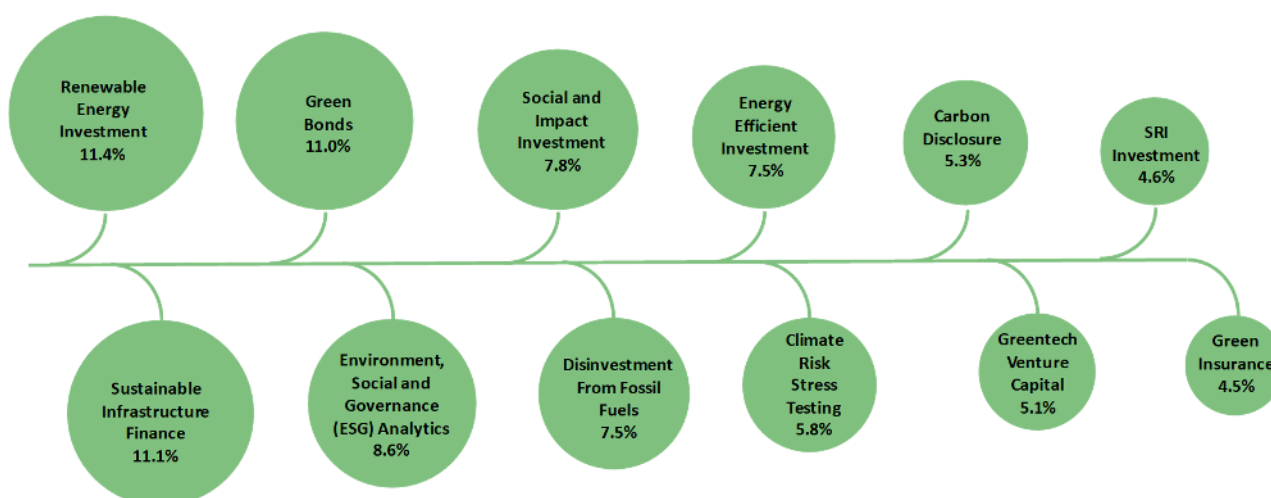 Renewable
Energy
Investment
11.4%
Green
Bonds
11.0%
Social and
Impact
Investment
7.8%
Energy
Efficient
Investment
7.5%
Carbon
Disclosure
5.3%
SRI
Investment
4.6%
Sustainable
Infrastructure
Finance
11.1%
Environment,
Social and
Governance
(ESG) Analytics
8.6%
Disinvestment
From Fossil
Fuels
7.5%
Climate
Risk
Stress
Testing
5.8%
Greentech
Venture
Capital
5.1%
Green
Insurance
4.5%